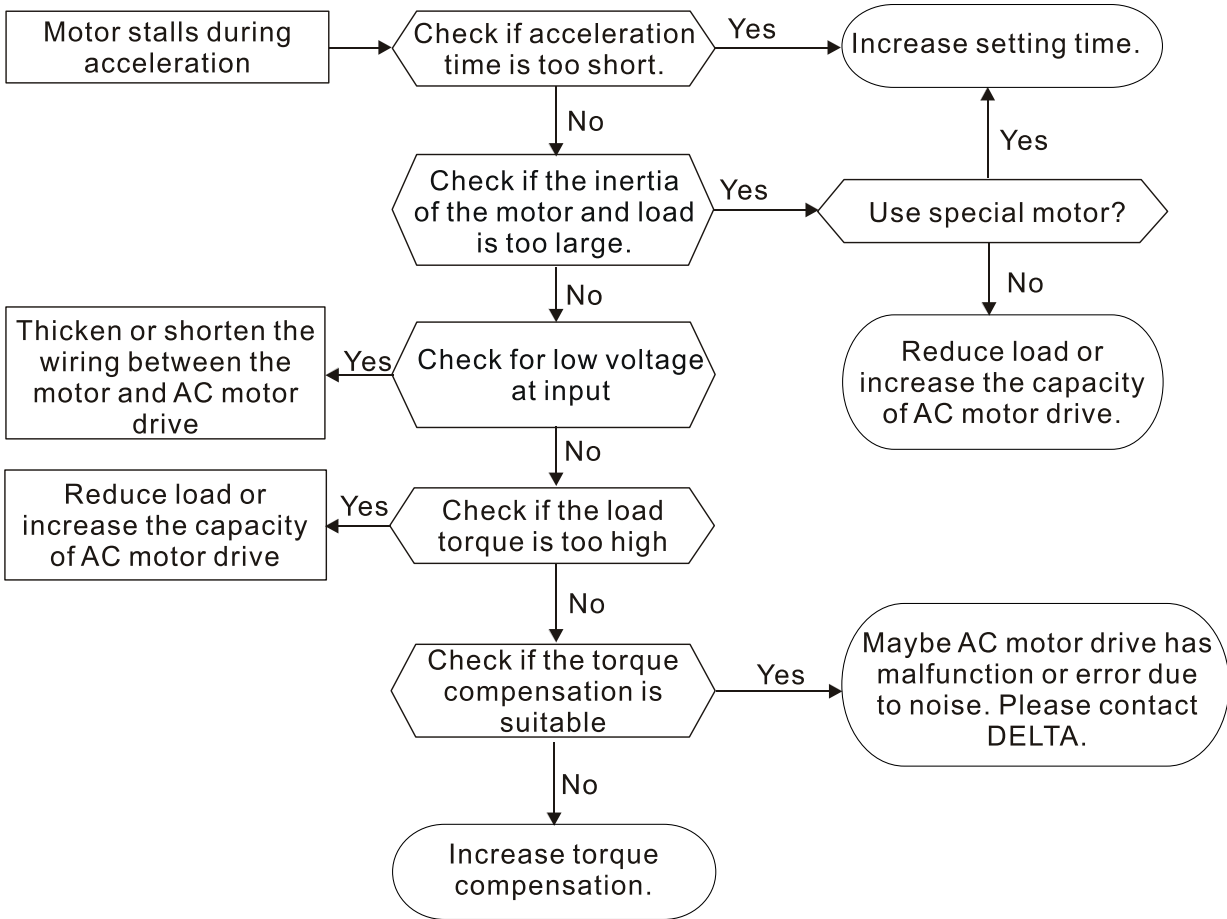 Motor stalls during
acceleration
Check if acceleration
time is too short.
Yes
Increase setting time.
No
Yes
Check if the inertia
of the motor and load
is too large.
Yes
Use special motor?
No
No
Thicken or shorten the
wiring between the
motor and AC motor
drive
Yes
Check for low voltage
at input
Reduce load or
increase the capacity
of AC motor drive.
No
Reduce load or
increase the capacity
of AC motor drive
Yes
Check if the load
torque is too high
No
Check if the torque
compensation is
suitable
Yes
Maybe AC motor drive has
malfunction or error due
to noise. Please contact
DELTA.
No
Increase torque
compensation.